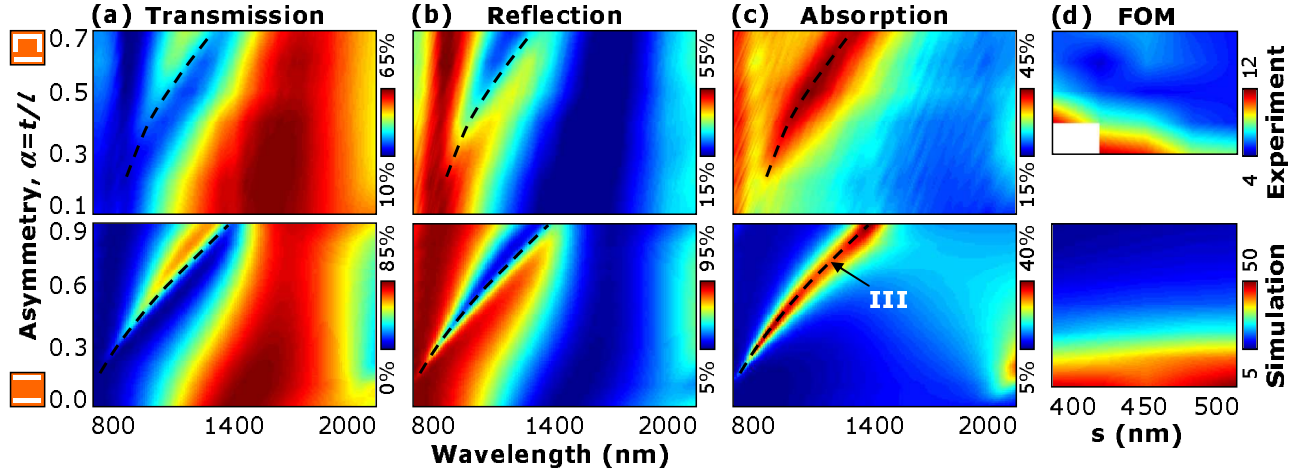 (a) Transmission
(b) Reflection
(c) Absorption
(d) FOM
Asymmetry, α=t/l
0.7
0.5
0.3
0.1
10% 65%
15% 55%
15% 45%
4 12
Experiment
0.9
0.6
0.3
0.0
0% 85%
5% 95%
5% 40%
5 50
Simulation
III
800 1400 2000
800 1400 2000
800 1400 2000
400 450 500
Wavelength (nm)
s (nm)